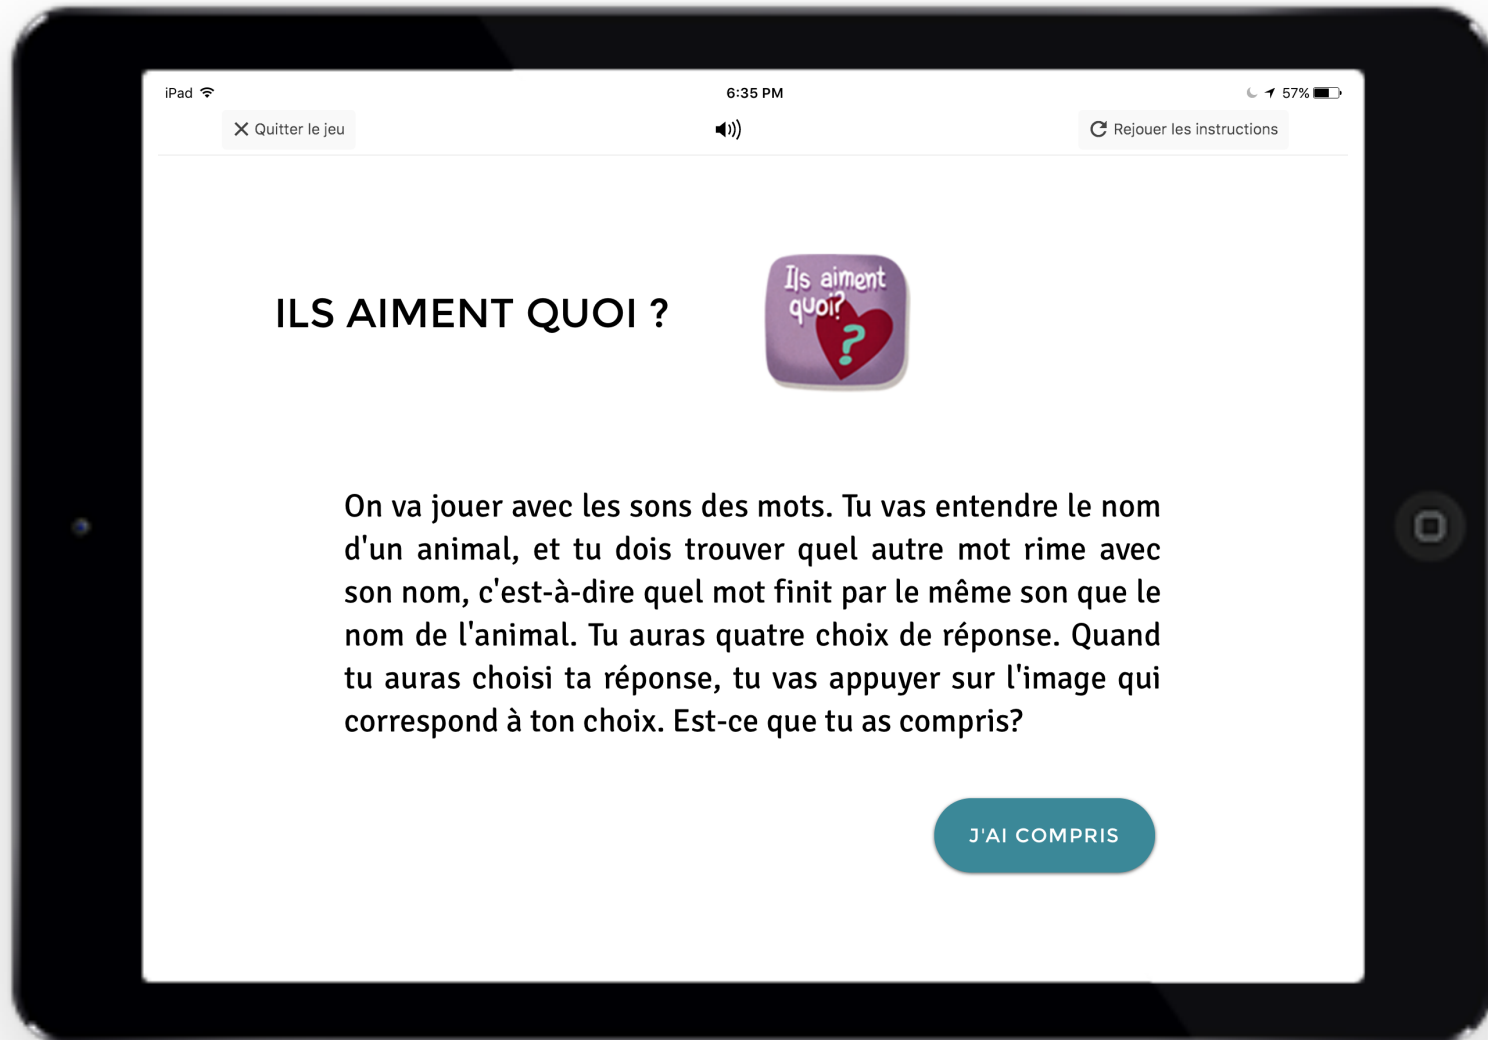 iPad 6:35 PM 57%
Quitter le jeu Rejouer les instructions
ILS AIMENT QUOI ?
Ils aiment
quoi?
?
On va jouer avec les sons des mots. Tu vas entendre le nom
d'un animal, et tu dois trouver quel autre mot rime avec
son nom, c'est-à-dire quel mot finit par le même son que le
nom de l'animal. Tu auras quatre choix de réponse. Quand
tu auras choisi ta réponse, tu vas appuyer sur l'image qui
correspond à ton choix. Est-ce que tu as compris?
J'AI COMPRIS